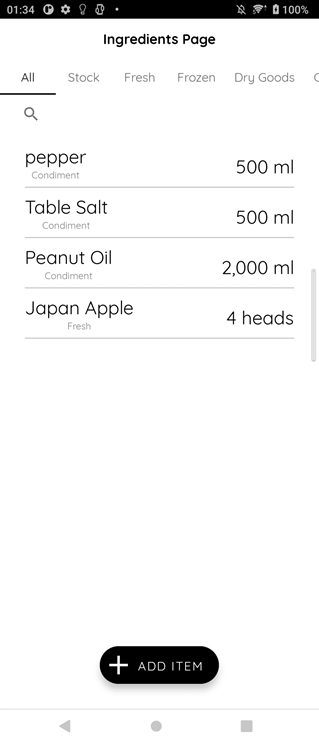 01:34
100%
Ingredients Page
All Stock Fresh Frozen Dry Goods
pepper
Condiment
500 ml
Table Salt
Condiment
500 ml
Peanut Oil
Condiment
2,000 ml
Japan Apple
Fresh
4 heads
ADD ITEM